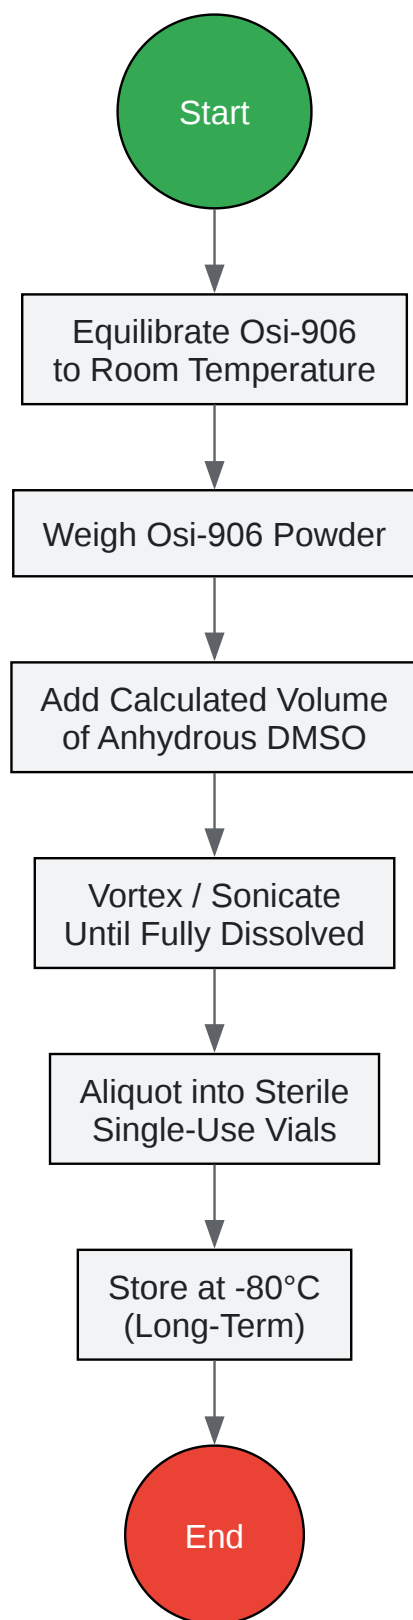 Start
Equilibrate Osi-906
to Room Temperature
Weigh Osi-906 Powder
Add Calculated Volume
of Anhydrous DMSO
Vortex / Sonicate
Until Fully Dissolved
Aliquot into Sterile
Single-Use Vials
Store at -80°C
(Long-Term)
End